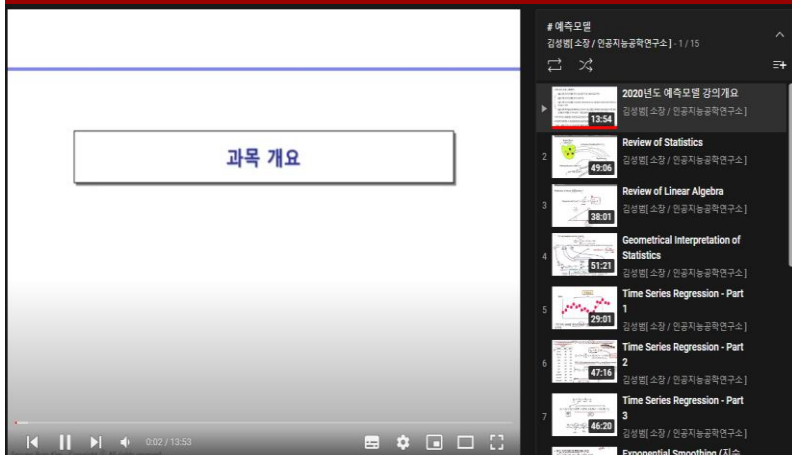 과목 개요
0:02 / 13:53
# 예측모델
김성범[ 소장 / 인공지능공학연구소 ] - 1 / 15
13:54
2020년도 예측모델 강의개요
김성범[ 소장 / 인공지능공학연구소 ]
2
49:06
Review of Statistics
김성범[ 소장 / 인공지능공학연구소 ]
3
38:01
Review of Linear Algebra
김성범[ 소장 / 인공지능공학연구소 ]
4
51:21
Geometrical Interpretation of
Statistics
김성범[ 소장 / 인공지능공학연구소 ]
5
29:01
Time Series Regression - Part
1
김성범[ 소장 / 인공지능공학연구소 ]
6
47:16
Time Series Regression - Part
2
김성범[ 소장 / 인공지능공학연구소 ]
7
46:20
Time Series Regression - Part
3
김성범[ 소장 / 인공지능공학연구소 ]
Exponential Smoothing (지수